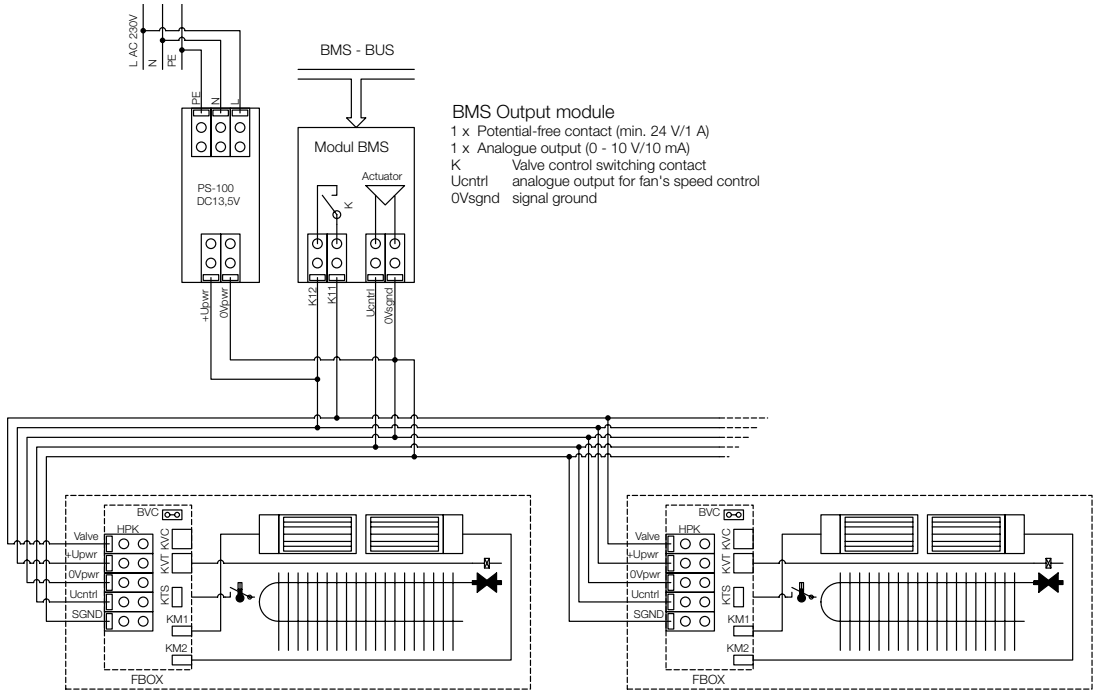 L AC 230V
N
PE
PE
N
L
PS-100
DC13,5V
+Upwr
0Vpwr
BMS - BUS
Modul BMS
Actuator
K
K12
K11
Ucntrl
0Vsgnd
BMS Output module
1 x Potential-free contact (min. 24 V/1 A)
1 x Analogue output (0 - 10 V/10 mA)
K Valve control switching contact
Ucntrl analogue output for fan's speed control
0Vsgnd signal ground
BVC
HPK
Valve
+Upwr
0Vpwr
Ucntrl
SGND
KVC
KVT
KTS
KM1
KM2
FBOX
BVC
HPK
Valve
+Upwr
0Vpwr
Ucntrl
SGND
KVC
KVT
KTS
KM1
KM2
FBOX